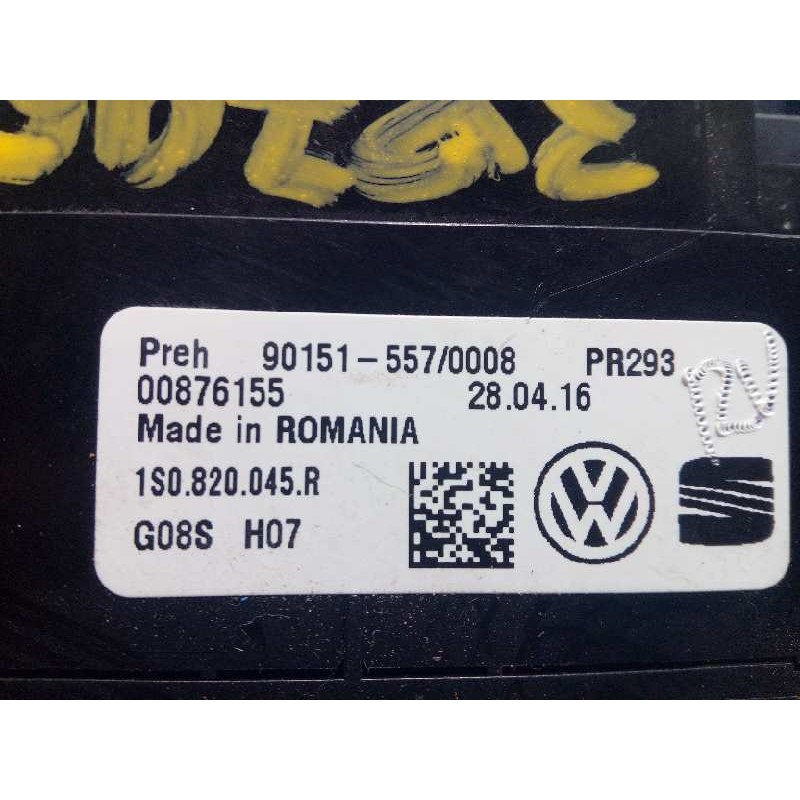 Preh 90151-557/0008 PR293
00876155 28.04.16
Made in ROMANIA
1S0.820.045.R
G08S H07